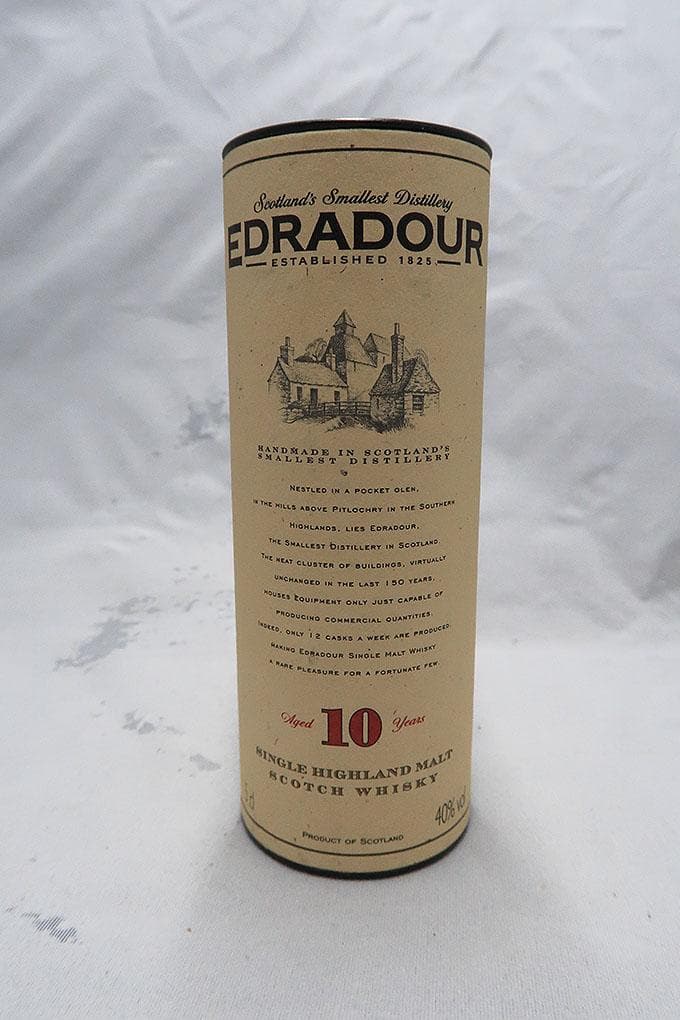 Scotland's Smallest Distillery
EDRADOUR
ESTABLISHED 1825
HANDMADE IN SCOTLAND'S
SMALLEST DISTILLERY
NESTLED IN A POCKET GLEN,
IN THE HILLS ABOVE PITLOCHRY IN THE SOUTHERN
HIGHLANDS, LIES EDRADOUR,
THE SMALLEST DISTILLERY IN SCOTLAND.
THE NEAT CLUSTER OF BUILDINGS, VIRTUALLY
UNCHANGED IN THE LAST 150 YEARS,
HOUSES EQUIPMENT ONLY JUST CAPABLE OF
PRODUCING COMMERCIAL QUANTITIES.
INDEED, ONLY 12 CASKS A WEEK ARE PRODUCED,
MAKING EDRADOUR SINGLE MALT WHISKY
A RARE PLEASURE FOR A FORTUNATE FEW.
Aged 10 Years
SINGLE HIGHLAND MALT
SCOTCH WHISKY
40% vol
PRODUCT OF SCOTLAND